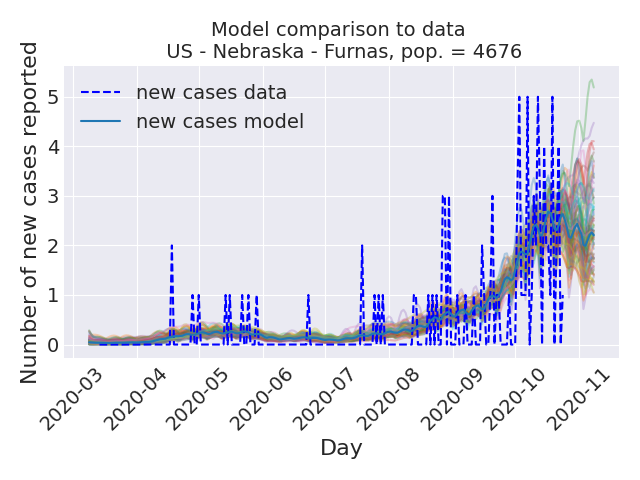 Model comparison to data
US - Nebraska - Furnas, pop. = 4676
Number of new cases reported
5
4
3
2
1
0
new cases data
new cases model
2020-03
2020-04
2020-05
2020-06
2020-07
2020-08
2020-09
2020-10
2020-11
Day